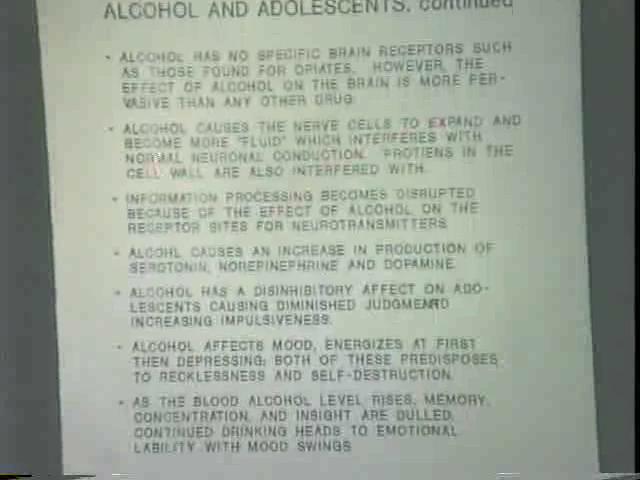 ALCOHOL AND ADOLESCENTS, continued
• ALCOHOL HAS NO SPECIFIC BRAIN RECEPTORS SUCH
AS THOSE FOUND FOR OPIATES. HOWEVER, THE
EFFECT OF ALCOHOL ON THE BRAIN IS MORE PER-
VASIVE THAN ANY OTHER DRUG.
• ALCOHOL CAUSES THE NERVE CELLS TO EXPAND AND
BECOME MORE "FLUID" WHICH INTERFERES WITH
NORMAL NEURONAL CONDUCTION. PROTIENS IN THE
CELL WALL ARE ALSO INTERFERED WITH.
• INFORMATION PROCESSING BECOMES DISRUPTED
BECAUSE OF THE EFFECT OF ALCOHOL ON THE
RECEPTOR SITES FOR NEUROTRANSMITTERS
• ALCOHL CAUSES AN INCREASE IN PRODUCTION OF
SEROTONIN, NOREPINEPHRINE AND DOPAMINE.
• ALCOHOL HAS A DISINHIBITORY AFFECT ON ADO-
LESCENTS CAUSING DIMINISHED
INCREASING IMPULSIVENESS.
• ALCOHOL AFFECTS MOOD, ENERGIZES AT FIRST
THEN DEPRESSING; BOTH OF THESE PREDISPOSES
TO RECKLESSNESS AND SELF-DESTRUCTION.
• AS THE BLOOD ALCOHOL LEVEL RISES, MEMORY,
CONCENTRATION, AND INSIGHT ARE DULLED.
CONTINUED DRINKING HEADS TO EMOTIONAL
LABILITY WITH MOOD SWINGS